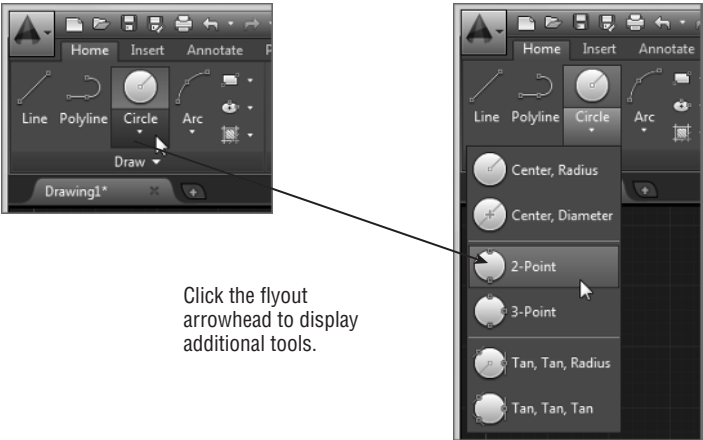 Home Insert Annotate
Line Polyline Circle Arc
Draw
Drawing1*
Click the flyout
arrowhead to display
additional tools.
Home Insert Annotate
Line Polyline Circle Arc
Center, Radius
Center, Diameter
2-Point
3-Point
Tan, Tan, Radius
Tan, Tan, Tan